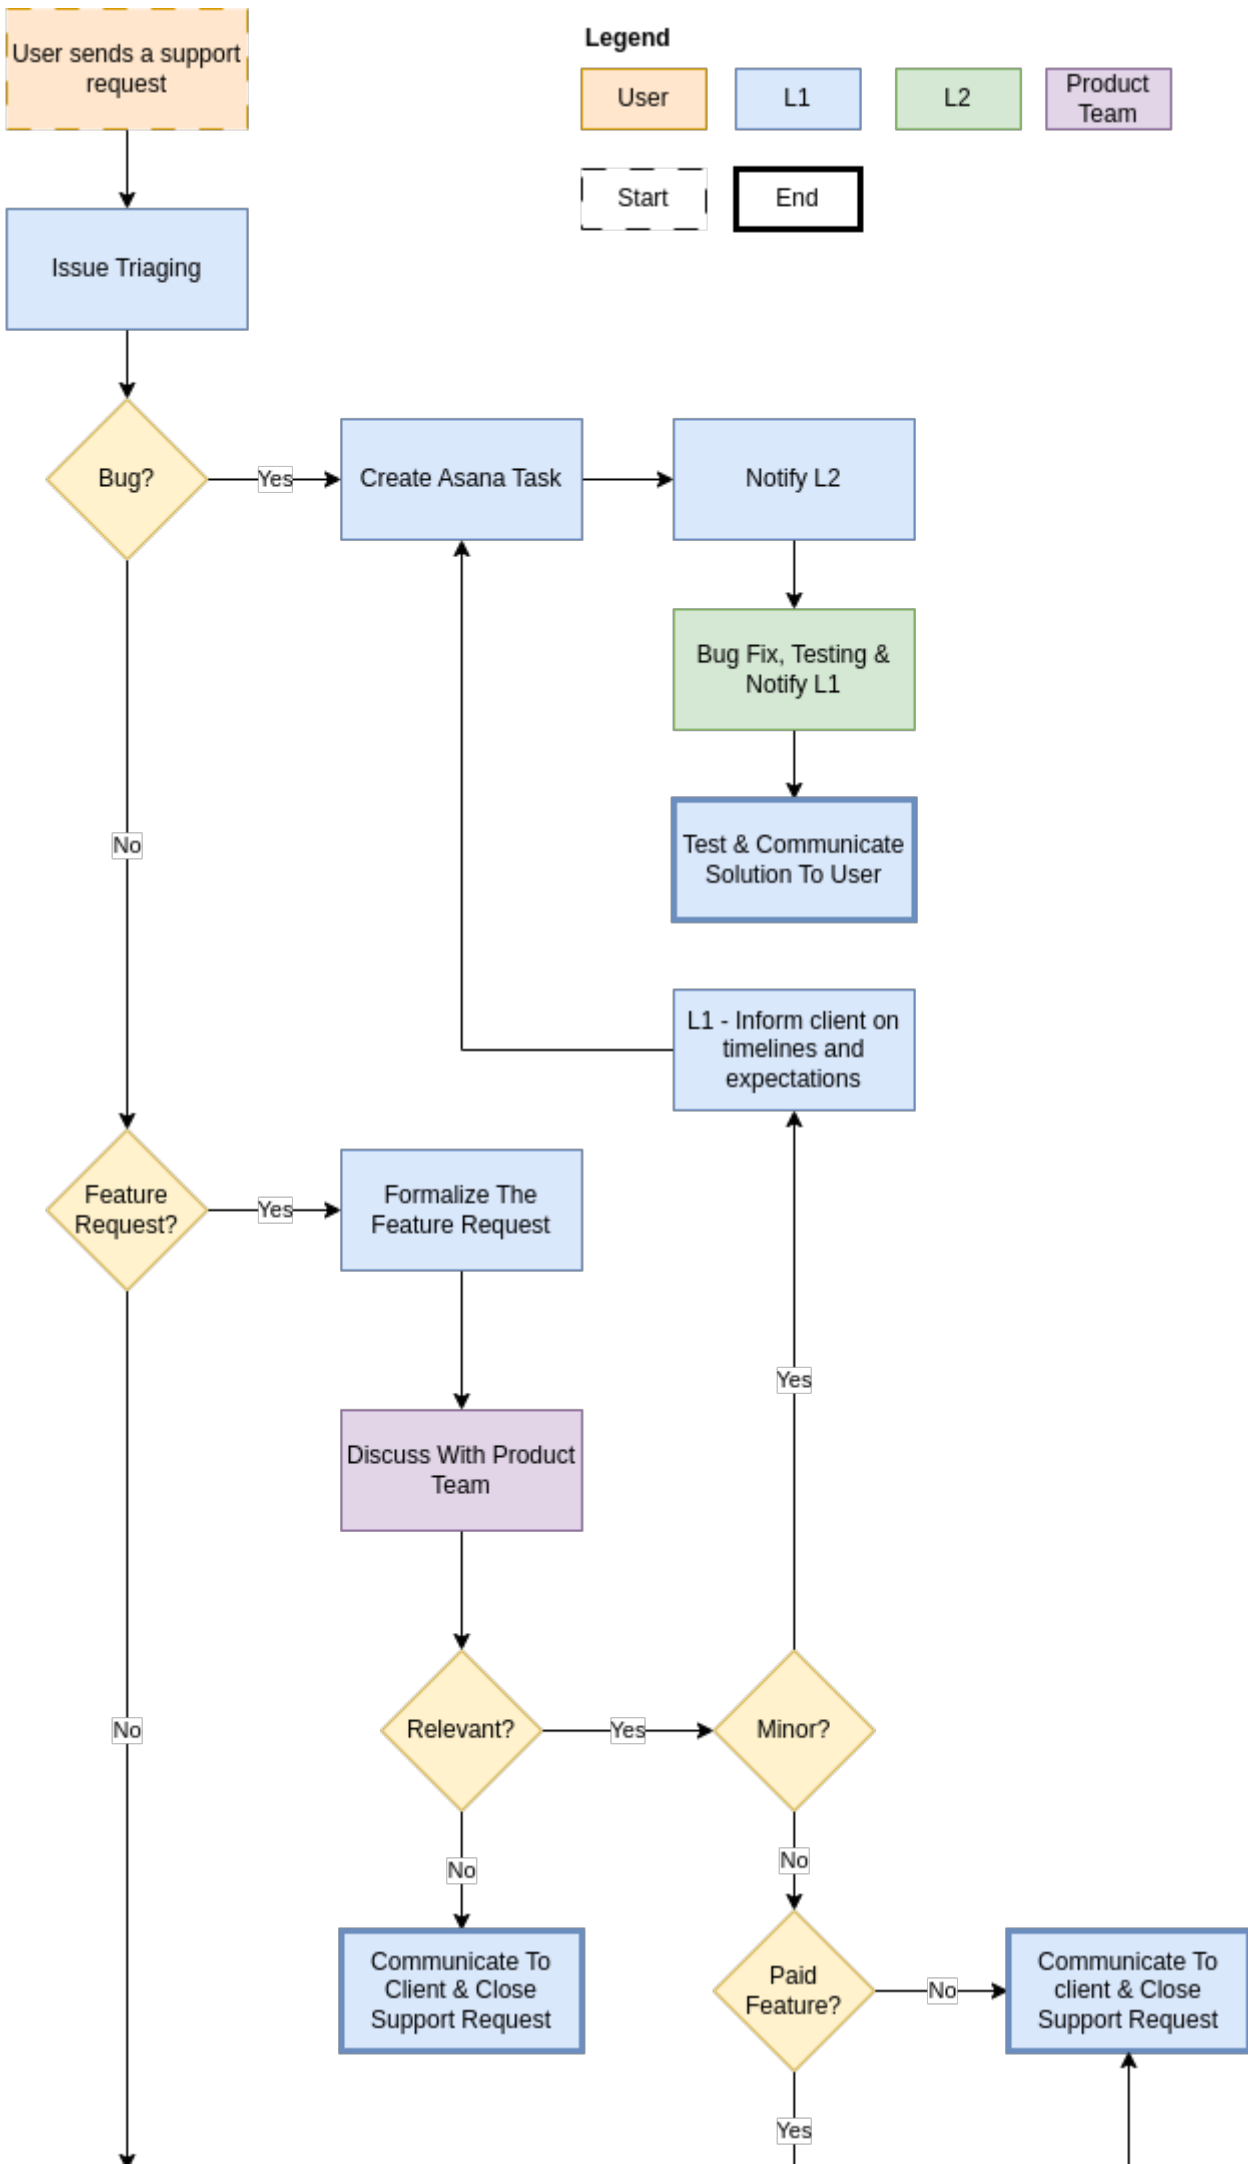 User sends a support
request
Legend
User
L1
L2
Product
Team
Start
End
Issue Triaging
Bug?
Yes
Create Asana Task
Notify L2
Bug Fix, Testing &
Notify L1
No
Test & Communicate
Solution To User
L1 - Inform client on
timelines and
expectations
Feature
Request?
Yes
Formalize The
Feature Request
Yes
Discuss With Product
Team
No
Relevant?
Yes
Minor?
No
No
Communicate To
Client & Close
Support Request
Paid
Feature?
No
Communicate To
client & Close
Support Request
Yes